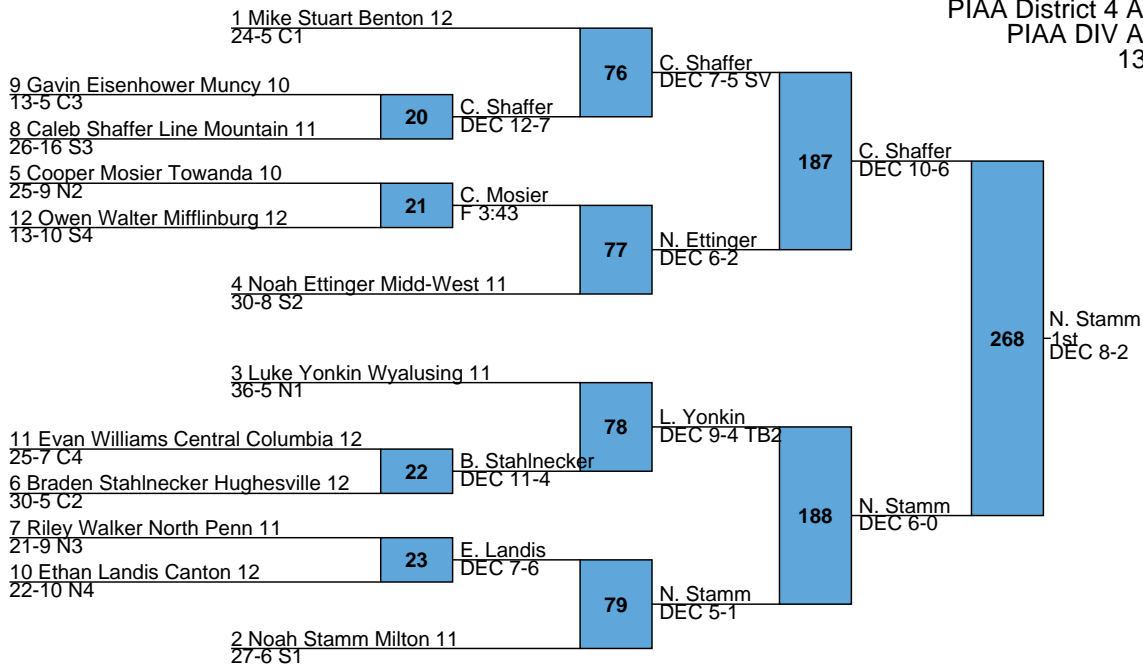 PIAA District 4 A
PIAA DIV A
13
1 Mike Stuart Benton 12
24-5 C1
76
C. Shaffer
DEC 7-5 SV
9 Gavin Eisenhower Muncy 10
13-5 C3
20
C. Shaffer
DEC 12-7
8 Caleb Shaffer Line Mountain 11
26-16 S3
187
C. Shaffer
DEC 10-6
5 Cooper Mosier Towanda 10
25-9 N2
21
C. Mosier
F 3:43
12 Owen Walter Mifflinburg 12
13-10 S4
77
N. Ettinger
DEC 6-2
4 Noah Ettinger Midd-West 11
30-8 S2
268
N. Stamm
1st
DEC 8-2
3 Luke Yonkin Wyalusing 11
36-5 N1
78
L. Yonkin
DEC 9-4 TB2
11 Evan Williams Central Columbia 12
25-7 C4
22
B. Stahlnecker
DEC 11-4
6 Braden Stahlnecker Hughesville 12
30-5 C2
188
N. Stamm
DEC 6-0
7 Riley Walker North Penn 11
21-9 N3
23
E. Landis
DEC 7-6
10 Ethan Landis Canton 12
22-10 N4
79
N. Stamm
DEC 5-1
2 Noah Stamm Milton 11
27-6 S1